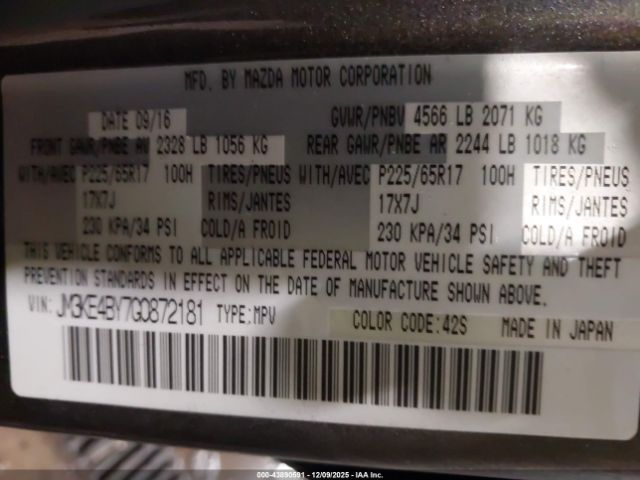 MFD. BY MAZDA MOTOR CORPORATION
DATE 09/16 GVWR/PNBV 4566 LB 2071 KG
FRONT GAWR/PNBE AV 2328 LB 1056 KG REAR GAWR/PNBE AR 2244 LB 1018 KG
WITH/AVEC P225/65R17 100H TIRES/PNEUS WITH/AVEC P225/65R17 100H TIRES/PNEUS
17X7J RIMS/JANTES 17X7J RIMS/JANTES
230 KPA/34 PSI COLD/A FROID 230 KPA/34 PSI COLD/A FROID
THIS VEHICLE CONFORMS TO ALL APPLICABLE FEDERAL MOTOR VEHICLE SAFETY AND THEFT
PREVENTION STANDARDS IN EFFECT ON THE DATE OF MANUFACTURE SHOWN ABOVE.
VIN: JM3KE4BY7G0872181 TYPE: MPV COLOR CODE: 42S MADE IN JAPAN
000-43890591 - 12/09/2025 - IAA Inc.